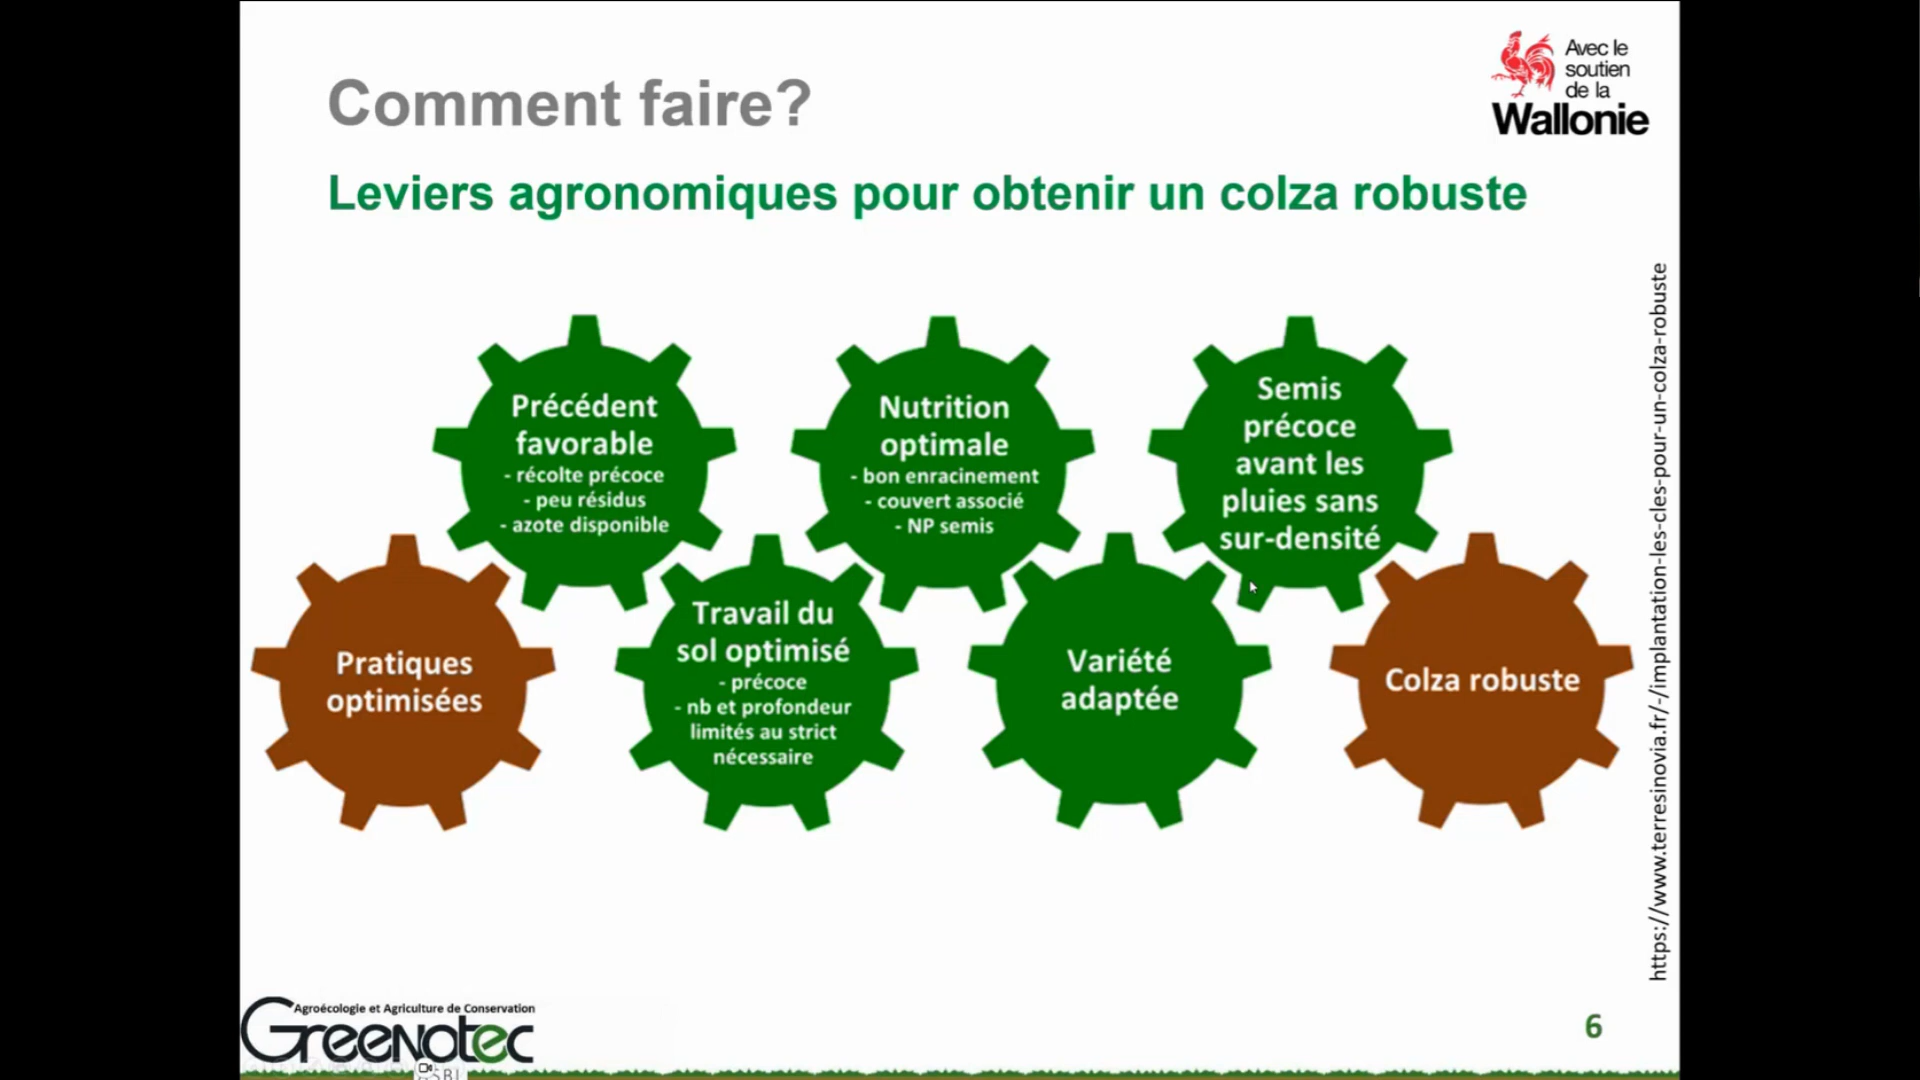 Comment faire?
Avec le
soutien
de la
Wallonie
Leviers agronomiques pour obtenir un colza robuste
Précédent
favorable
- récolte précoce
- peu résidus
- azote disponible
Nutrition
optimale
- bon enracinement
- couvert associé
- NP semis
Semis
précoce
avant les
pluies sans
sur-densité
Pratiques
optimisées
Travail du
sol optimisé
- précoce
- nb et profondeur
limités au strict
nécessaire
Variété
adaptée
Colza robuste
https://www.terresinovia.fr/-/implantation-les-cles-pour-un-colza-robuste
Agroécologie et Agriculture de Conservation
Greenotec
6